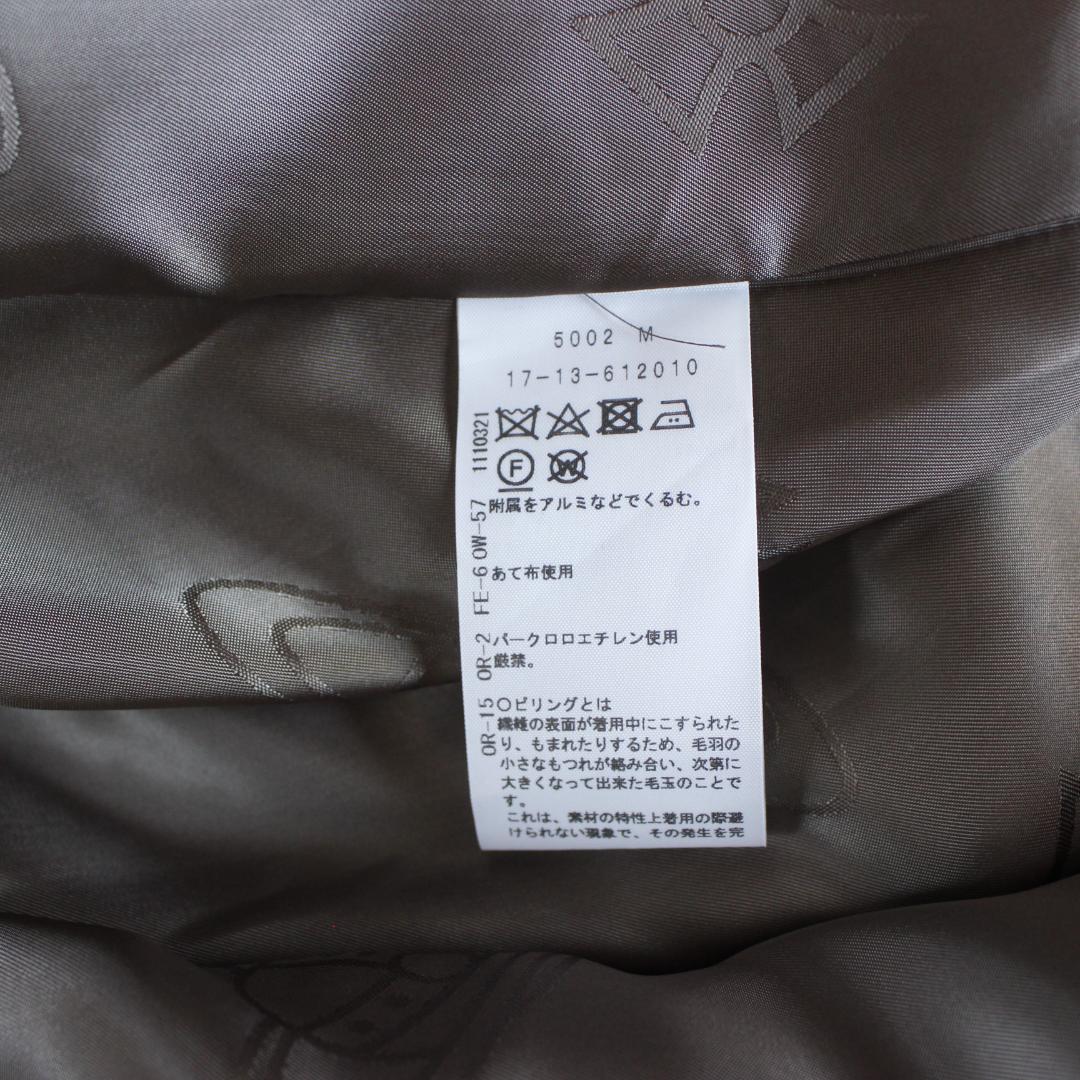 5002 M
17-13-612010
F
W
附属をアルミなどでくるむ。
あて布使用
パークロロエチレン使用
厳禁。
〇ピリングとは
繊維の表面が着用中にこすられた
り、もまれたりするため、毛羽の
小さなもつれが絡み合い、次第に
大きくなって出来た毛玉のことで
す。
これは、素材の特性上着用の際避
けられない現象で、その発生を完
OR-15 OR-2 FE-6 OW-57 1110321